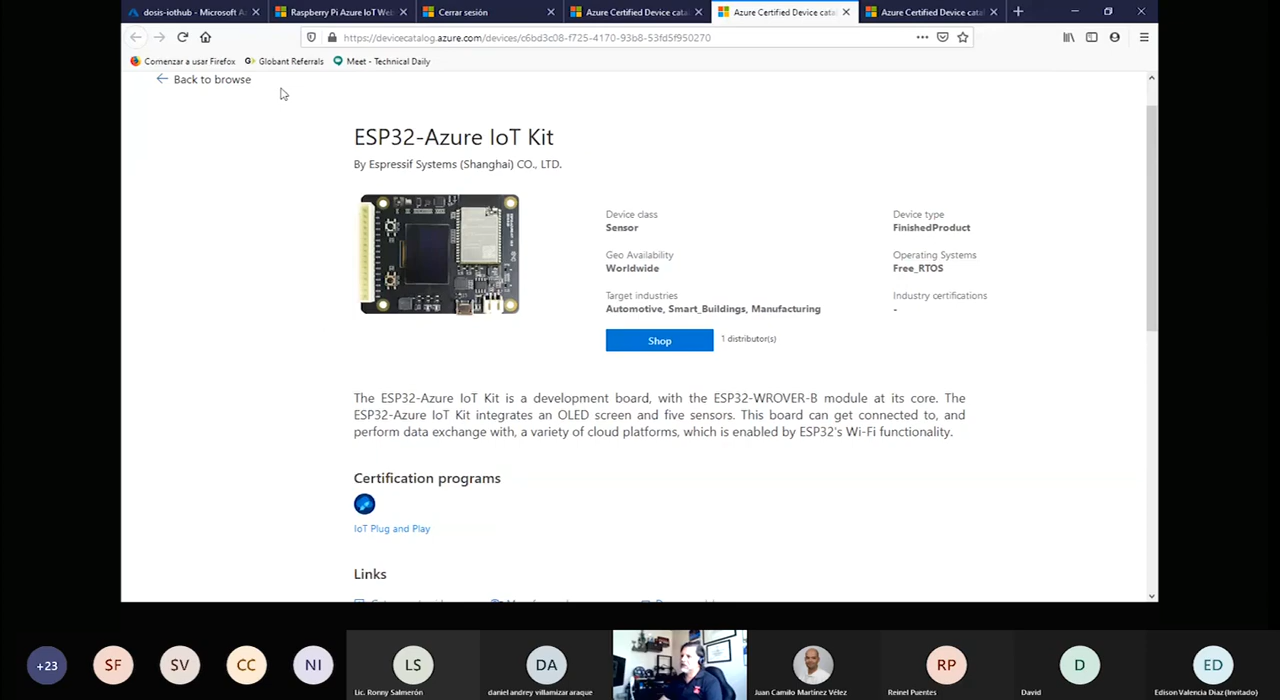 dosis-iothub - Microsoft A
Raspberry Pi Azure IoT We
Cerrar sesión
Azure Certified Device cata
Azure Certified Device cata
Azure Certified Device cata
https://devicecatalog.azure.com/devices/c6bd3c08-f725-4170-93b8-53fd5f950270
Comenzar a usar Firefox
Globant Referrals
Meet - Technical Daily
Back to browse
ESP32-Azure IoT Kit
By Espressif Systems (Shanghai) CO., LTD.
Device class
Sensor
Device type
FinishedProduct
Geo Availability
Worldwide
Operating Systems
Free_RTOS
Target industries
Automotive, Smart_Buildings, Manufacturing
Industry certifications
-
Shop
1 distributor(s)
The ESP32-Azure IoT Kit is a development board, with the ESP32-WROVER-B module at its core. The
ESP32-Azure IoT Kit integrates an OLED screen and five sensors. This board can get connected to, and
perform data exchange with, a variety of cloud platforms, which is enabled by ESP32's Wi-Fi functionality.
Certification programs
IoT Plug and Play
Links
+23
SF
SV
CC
NI
LS
DA
RP
D
ED
Lic. Ronny Salmerón
daniel andrey villamizar araque
Juan Camilo Martínez Vélez
Reinel Puentes
David
Edison Valencia Díaz (Invitado)